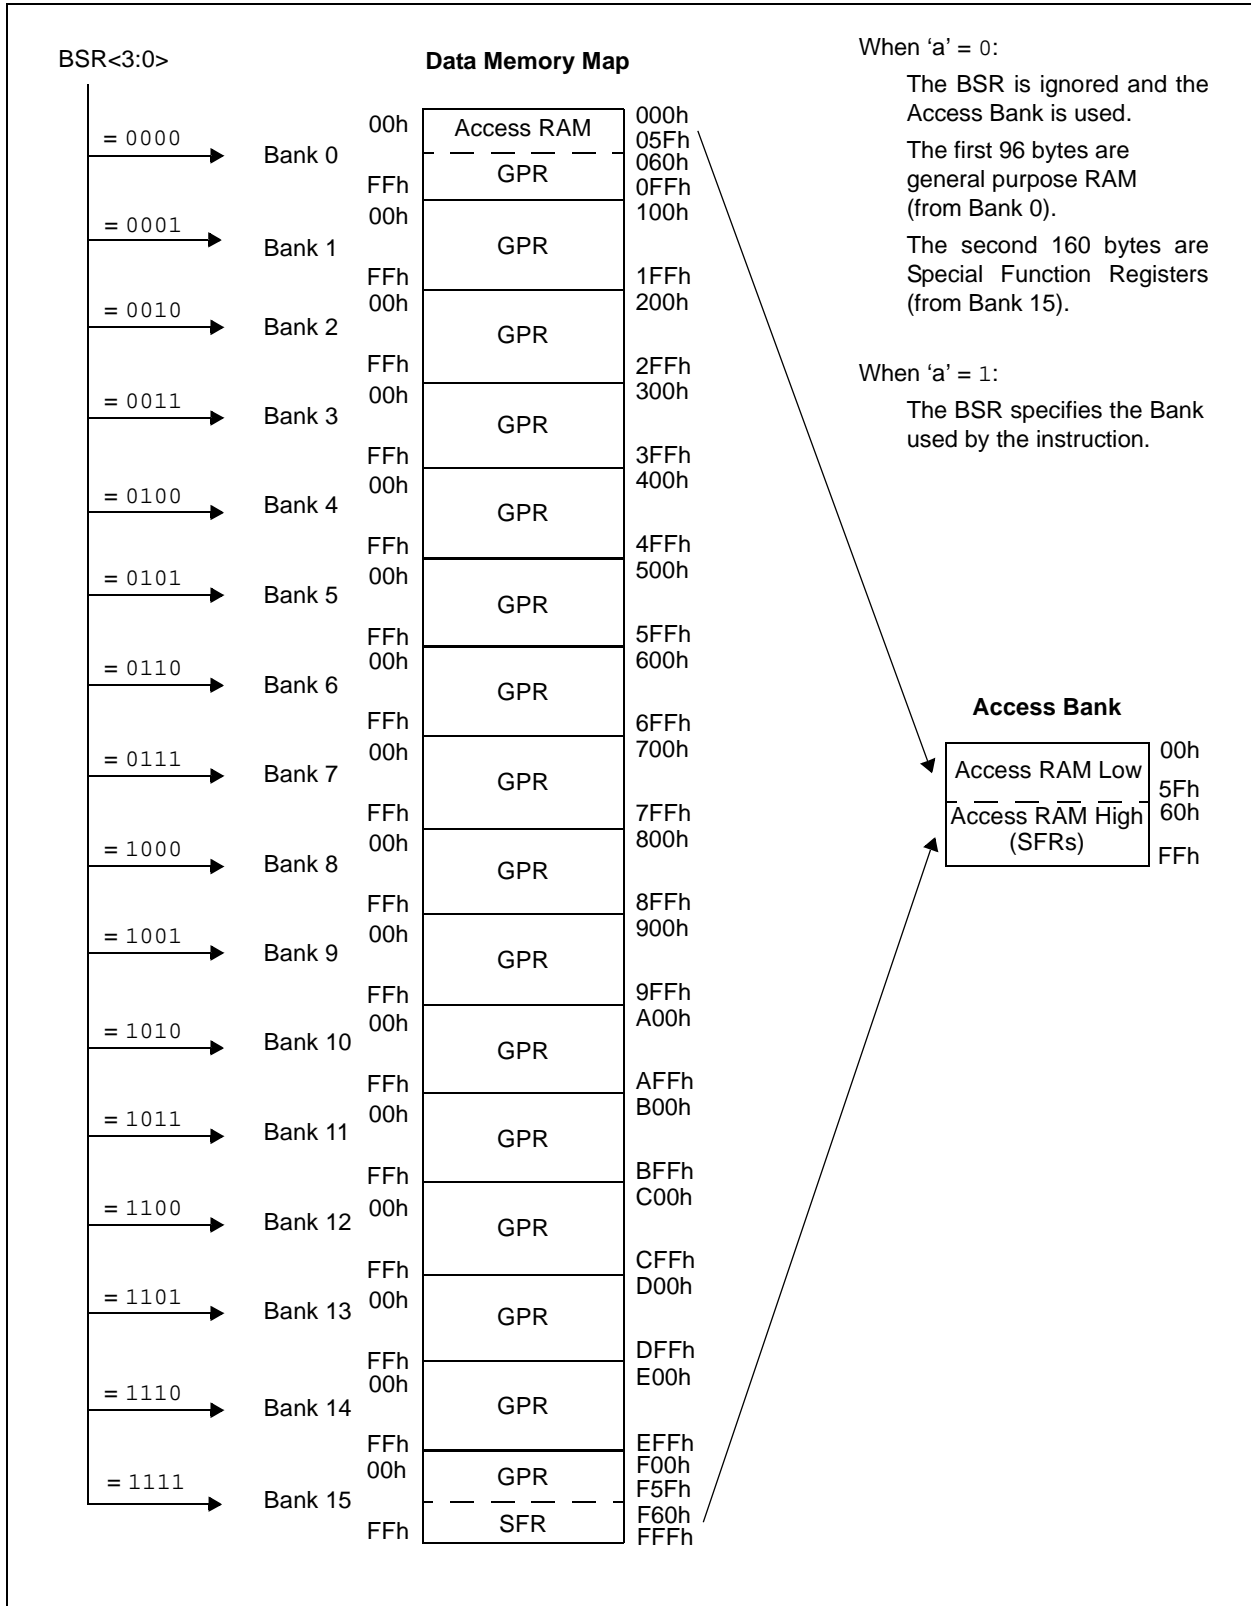 BSR<3:0>
Data Memory Map
When ‘a’ = 0:
The BSR is ignored and the
Access Bank is used.
The first 96 bytes are
general purpose RAM
(from Bank 0).
The second 160 bytes are
Special Function Registers
(from Bank 15).
When ‘a’ = 1:
The BSR specifies the Bank
used by the instruction.
= 0000
Bank 0
00h
FFh
Access RAM
GPR
000h
05Fh
060h
0FFh
= 0001
Bank 1
00h
FFh
GPR
100h
1FFh
= 0010
Bank 2
00h
FFh
GPR
200h
2FFh
= 0011
Bank 3
00h
FFh
GPR
300h
3FFh
= 0100
Bank 4
00h
FFh
GPR
400h
4FFh
= 0101
Bank 5
00h
FFh
GPR
500h
5FFh
= 0110
Bank 6
00h
FFh
GPR
600h
6FFh
= 0111
Bank 7
00h
FFh
GPR
700h
7FFh
= 1000
Bank 8
00h
FFh
GPR
800h
8FFh
= 1001
Bank 9
00h
FFh
GPR
900h
9FFh
= 1010
Bank 10
00h
FFh
GPR
A00h
AFFh
= 1011
Bank 11
00h
FFh
GPR
B00h
BFFh
= 1100
Bank 12
00h
FFh
GPR
C00h
CFFh
= 1101
Bank 13
00h
FFh
GPR
D00h
DFFh
= 1110
Bank 14
00h
FFh
GPR
E00h
EFFh
= 1111
Bank 15
00h
FFh
GPR
SFR
F00h
F5Fh
F60h
FFFh
Access Bank
Access RAM Low
Access RAM High
(SFRs)
00h
5Fh
60h
FFh